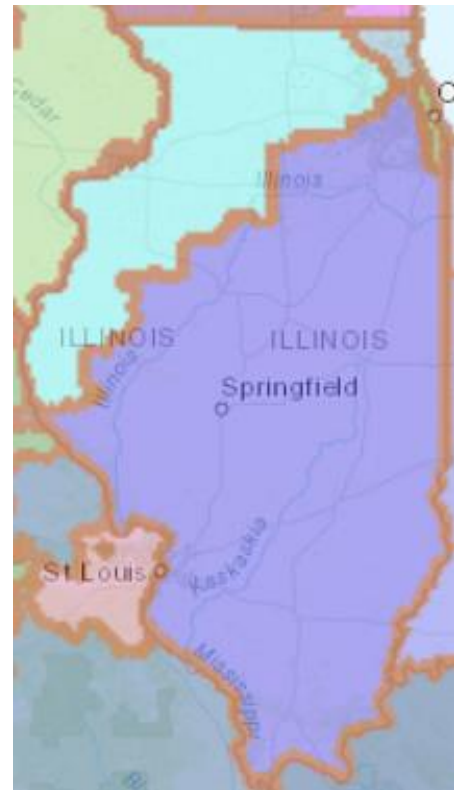 Cedar
Illinois
ILLINOIS
ILLINOIS
Illinois
Springfield
Kaskaskia
St Louis
Mississippi